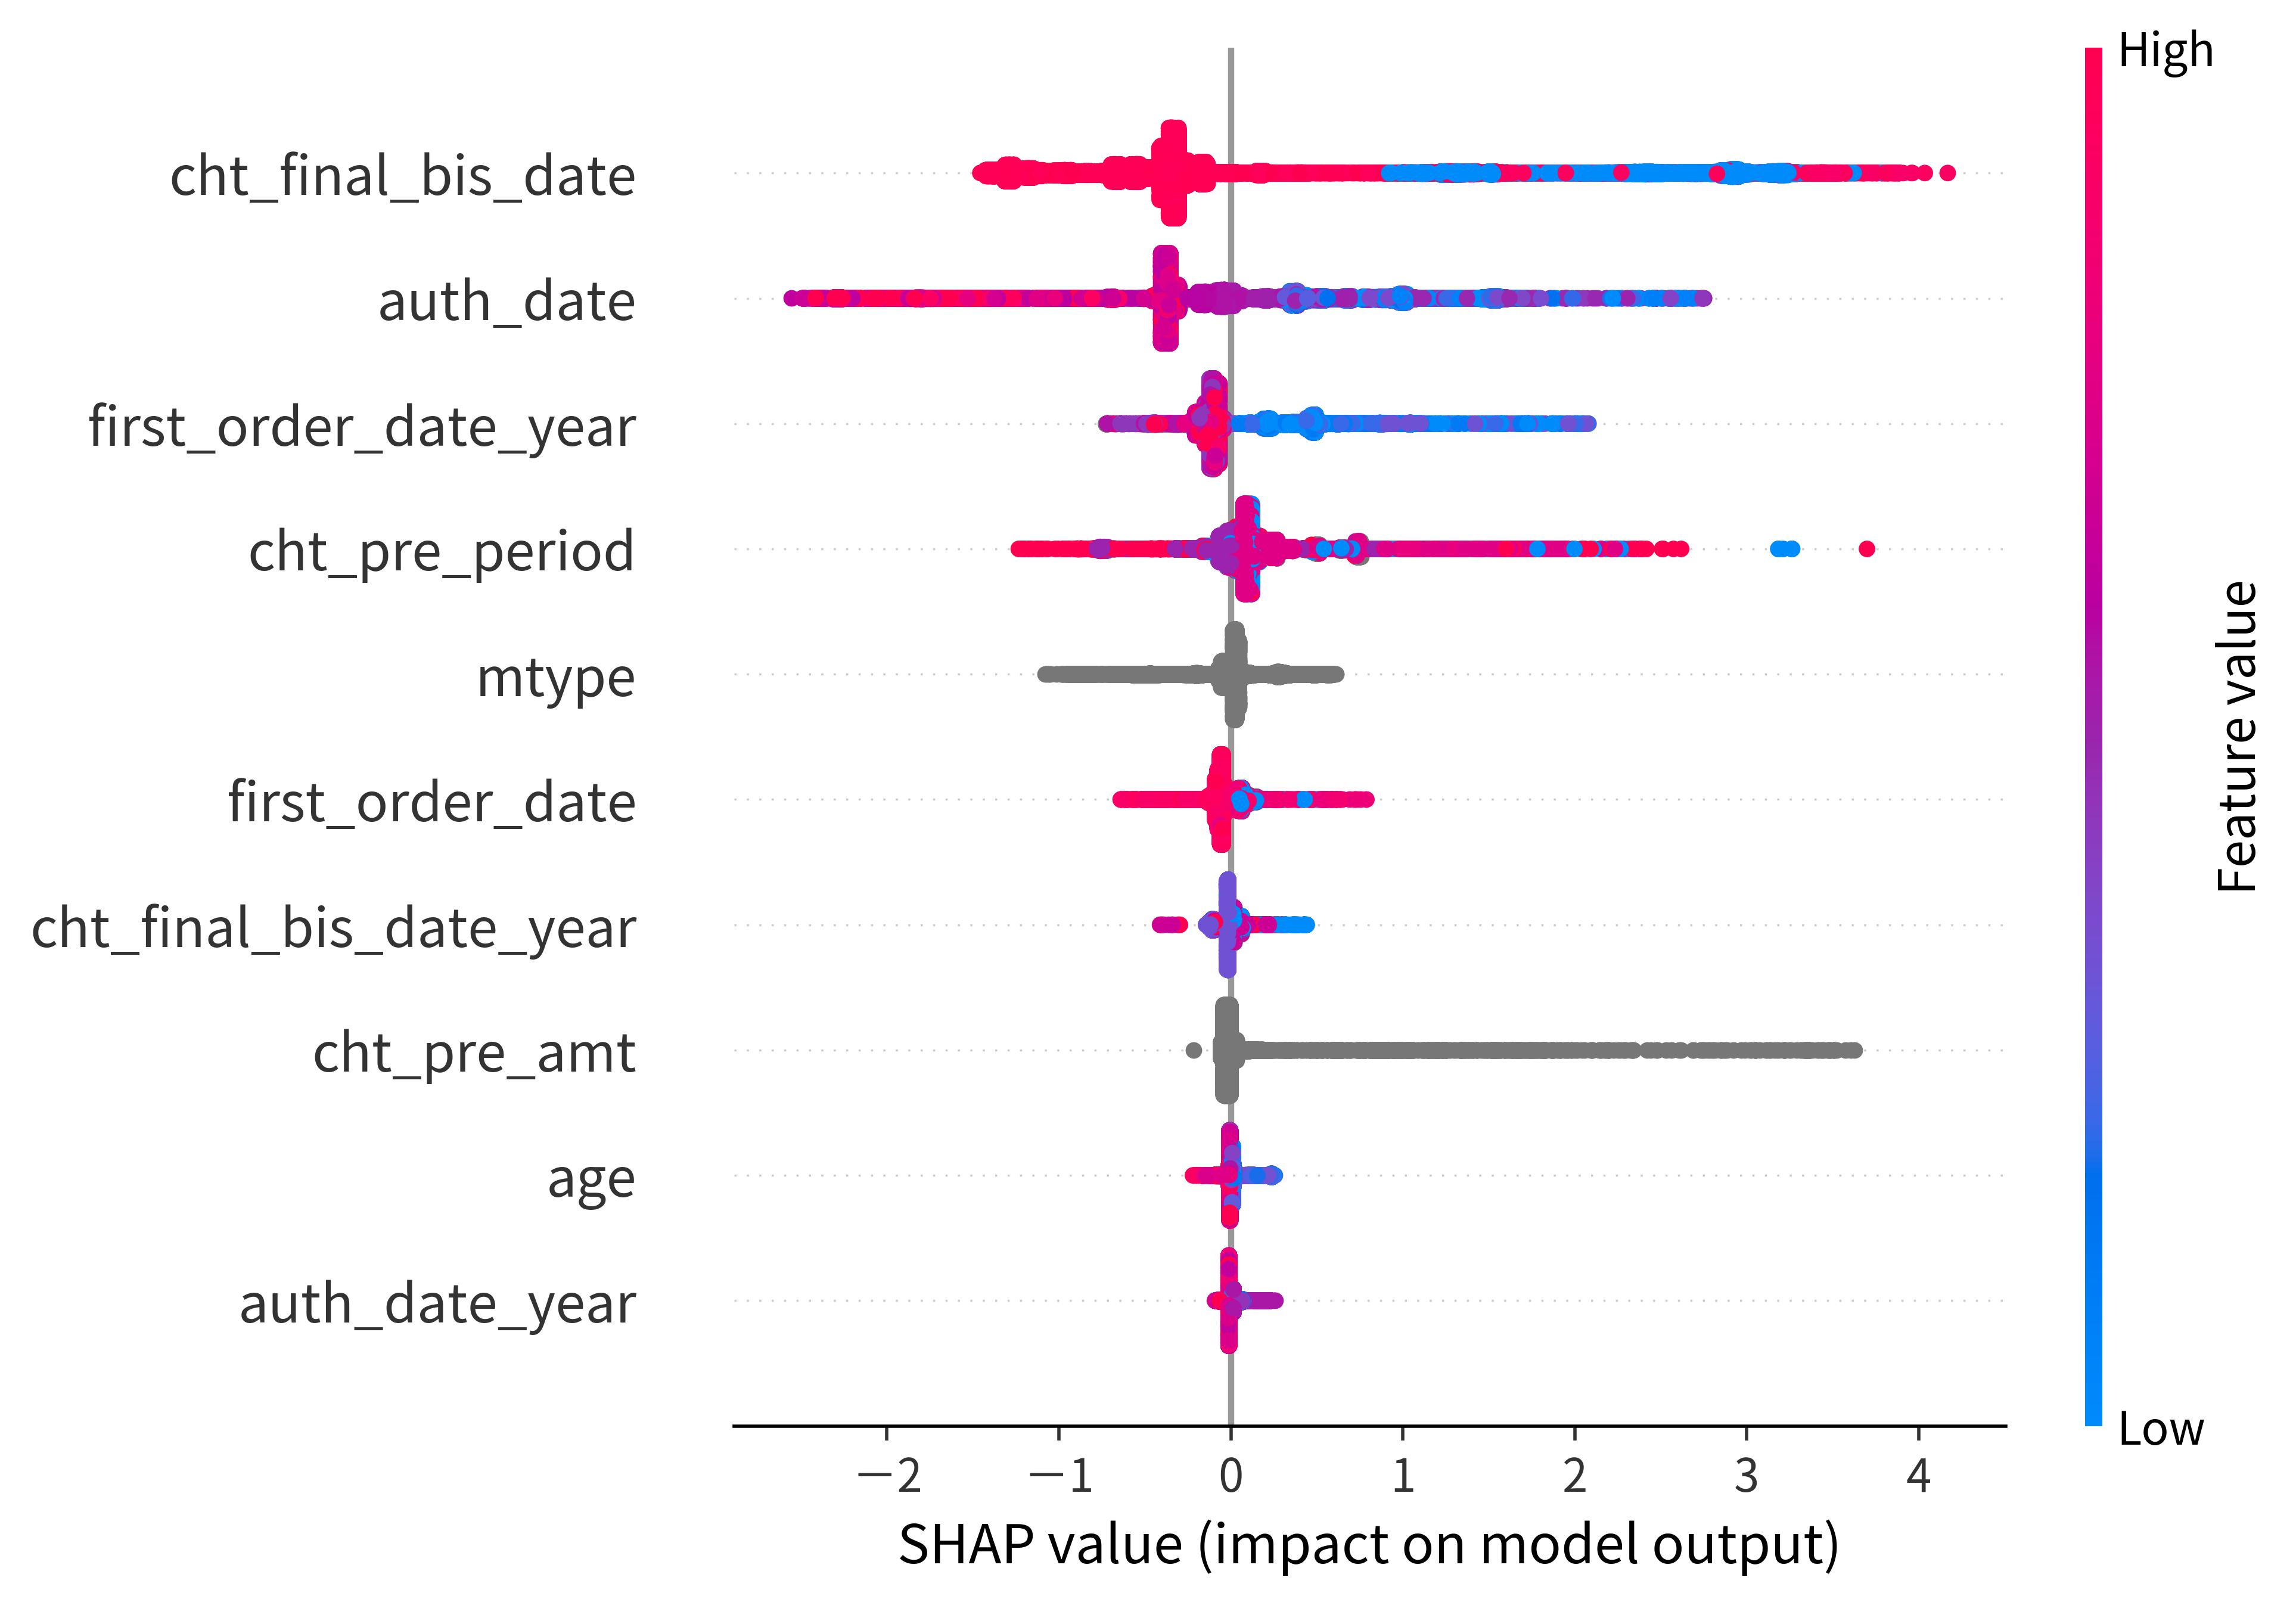 High
cht_final_bis_date
auth_date
first_order_date_year
cht_pre_period
mtype
first_order_date
cht_final_bis_date_year
cht_pre_amt
age
auth_date_year
Feature value
Low
−2 −1 0 1 2 3 4
SHAP value (impact on model output)